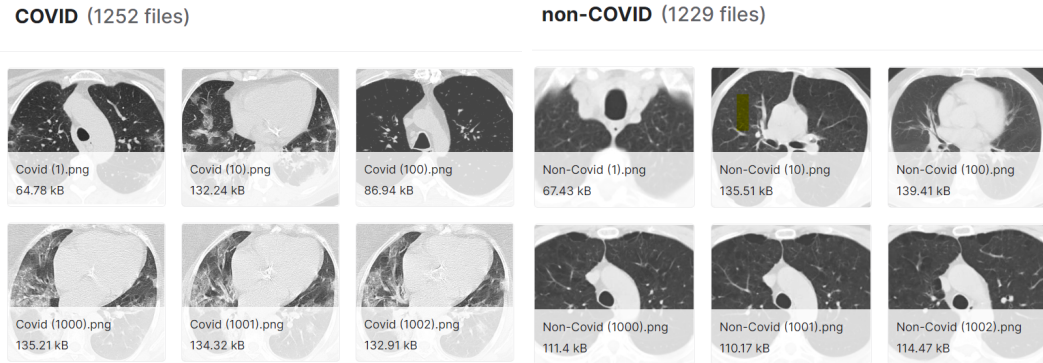 COVID (1252 files)
Covid (1).png
64.78 kB
Covid (10).png
132.24 kB
Covid (100).png
86.94 kB
Covid (1000).png
135.21 kB
Covid (1001).png
134.32 kB
Covid (1002).png
132.91 kB
non-COVID (1229 files)
Non-Covid (1).png
67.43 kB
Non-Covid (10).png
135.51 kB
Non-Covid (100).png
139.41 kB
Non-Covid (1000).png
111.4 kB
Non-Covid (1001).png
110.17 kB
Non-Covid (1002).png
114.47 kB